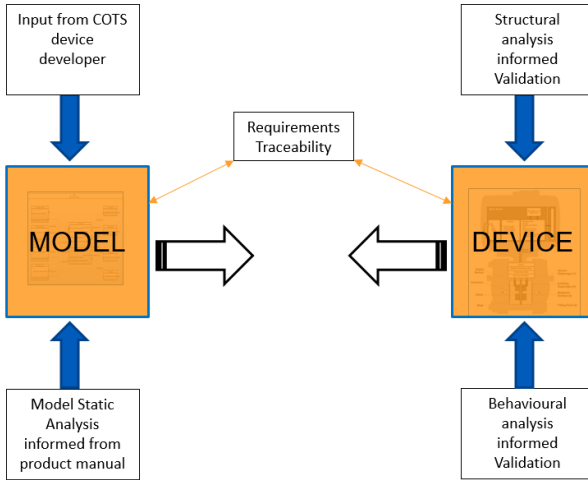 Input from COTS
device
developer
Structural
analysis
informed
Validation
Requirements
Traceability
MODEL
DEVICE
Model Static
Analysis
informed from
product manual
Behavioural
analysis
informed
Validation